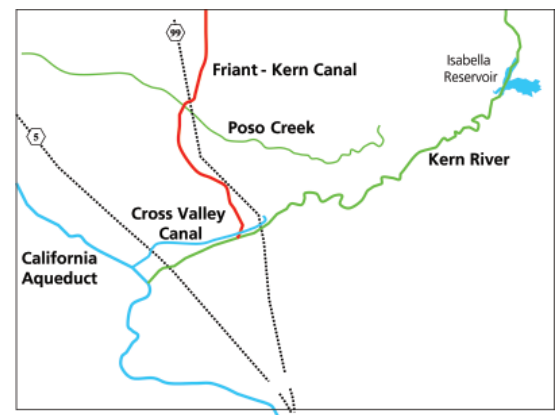 99
Friant - Kern Canal
Isabella
Reservoir
5
Poso Creek
Kern River
Cross Valley
Canal
California
Aqueduct